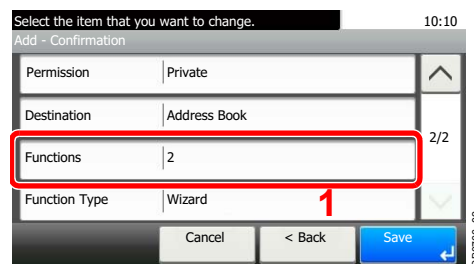 Select the item that you want to change. 10:10
Add - Confirmation
Permission Private
Destination Address Book
2/2
Functions 2
Function Type Wizard
1
Cancel < Back Save